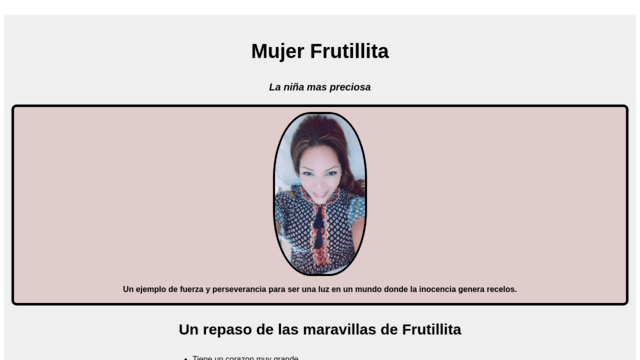 Mujer Frutillita
La niña mas preciosa
Un ejemplo de fuerza y perseverancia para ser una luz en un mundo donde la inocencia genera recelos.
Un repaso de las maravillas de Frutillita
Tiene un corazon muy grande